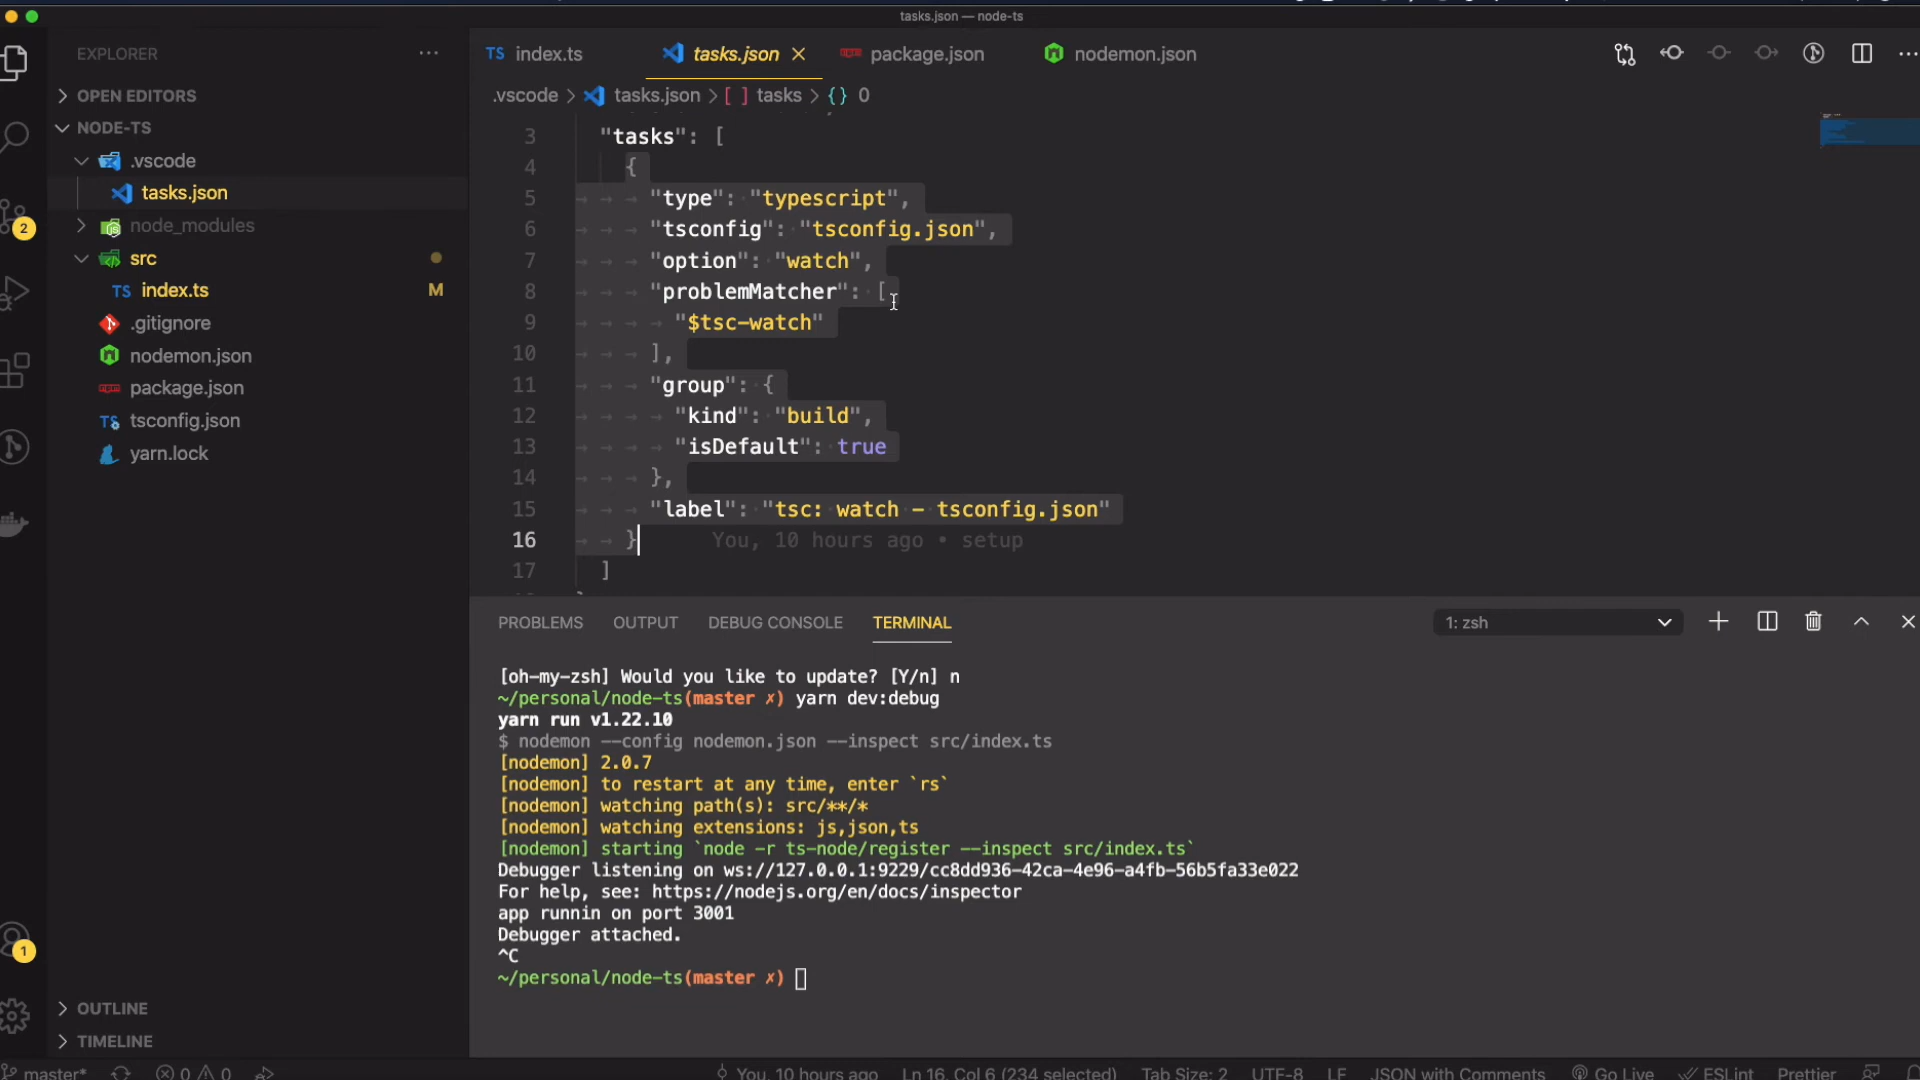 tasks.json — node-ts
EXPLORER
OPEN EDITORS
NODE-TS
.vscode
tasks.json
node_modules
src
TS index.ts M
.gitignore
nodemon.json
package.json
TS tsconfig.json
yarn.lock
OUTLINE
TIMELINE
2
1
TS index.ts
tasks.json
package.json
nodemon.json
.vscode > tasks.json > [ ] tasks > {} 0
3 "tasks": [
4 {
5 "type": "typescript",
6 "tsconfig": "tsconfig.json",
7 "option": "watch",
8 "problemMatcher": [
9 "$tsc-watch"
10 ],
11 "group": {
12 "kind": "build",
13 "isDefault": true
14 },
15 "label": "tsc: watch - tsconfig.json"
16 } You, 10 hours ago • setup
17 ]
PROBLEMS OUTPUT DEBUG CONSOLE TERMINAL
1: zsh
[oh-my-zsh] Would you like to update? [Y/n] n
~/personal/node-ts(master ✗) yarn dev:debug
yarn run v1.22.10
$ nodemon --config nodemon.json --inspect src/index.ts
[nodemon] 2.0.7
[nodemon] to restart at any time, enter `rs`
[nodemon] watching path(s): src/**/*
[nodemon] watching extensions: js,json,ts
[nodemon] starting `node -r ts-node/register --inspect src/index.ts`
Debugger listening on ws://127.0.0.1:9229/cc8dd936-42ca-4e96-a4fb-56b5fa33e022
For help, see: https://nodejs.org/en/docs/inspector
app runnin on port 3001
Debugger attached.
^C
~/personal/node-ts(master ✗)
master* 0 0 You, 10 hours ago Ln 16, Col 6 (234 selected) Tab Size: 2 UTF-8 LF JSON with Comments Go Live ESLint Prettier